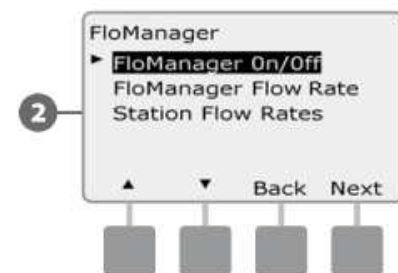 FloManager
► FloManager On/Off
FloManager Flow Rate
Station Flow Rates
2
▲ ▼ Back Next